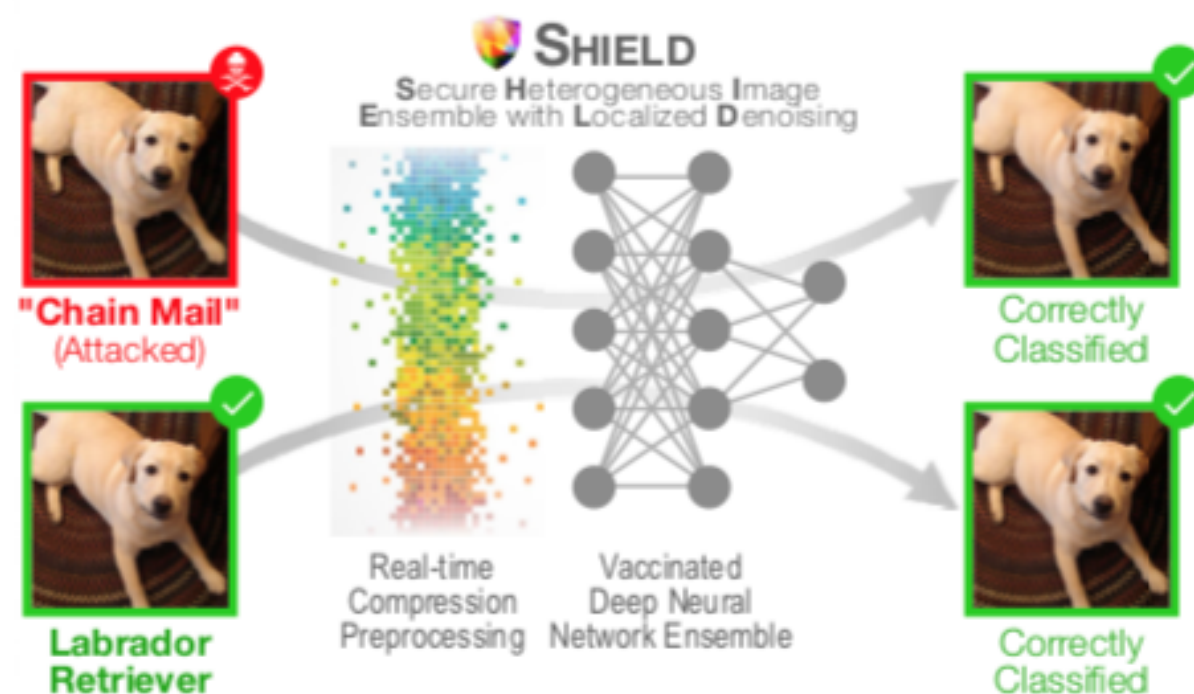 SHIELD
Secure Heterogeneous Image
Ensemble with Localized Denoising
"Chain Mail"
(Attacked)
Labrador
Retriever
Real-time
Compression
Preprocessing
Vaccinated
Deep Neural
Network Ensemble
Correctly
Classified
Correctly
Classified